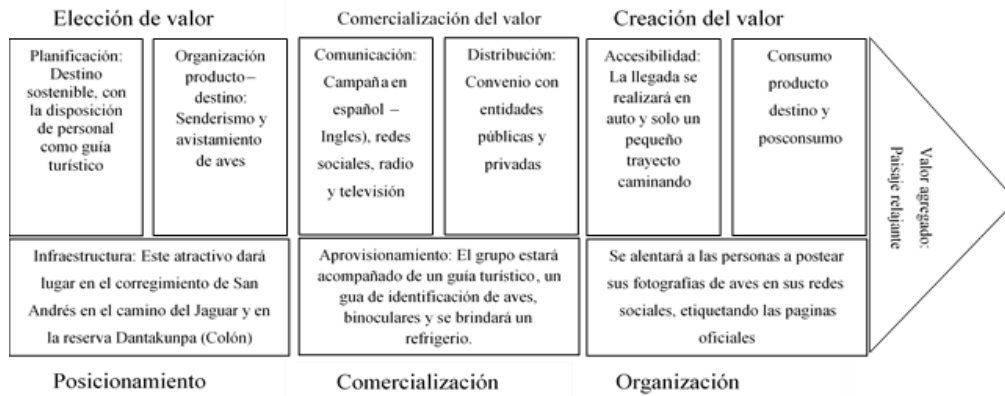 Elección de valor
Comercialización del valor
Creación del valor
Planificación:
Destino
sostenible, con
la disposición
de personal
como guía
turístico
Organización
producto–
destino:
Senderismo y
avistamiento
de aves
Comunicación:
Campaña en
español –
Ingles), redes
sociales, radio
y televisión
Distribución:
Convenio con
entidades
públicas y
privadas
Accesibilidad:
La llegada se
realizará en
auto y solo un
pequeño
trayecto
caminando
Consumo
producto
destino y
posconsumo
Valor agregado:
Paisaje relajante
Infraestructura: Este atractivo dará
lugar en el corregimiento de San
Andrés en el camino del Jaguar y en
la reserva Dantakunpa (Colón)
Aprovisionamiento: El grupo estará
acompañado de un guía turístico, un
gua de identificación de aves,
binoculares y se brindará un
refrigerio.
Se alentará a las personas a postear
sus fotografías de aves en sus redes
sociales, etiquetando las paginas
oficiales
Posicionamiento
Comercialización
Organización